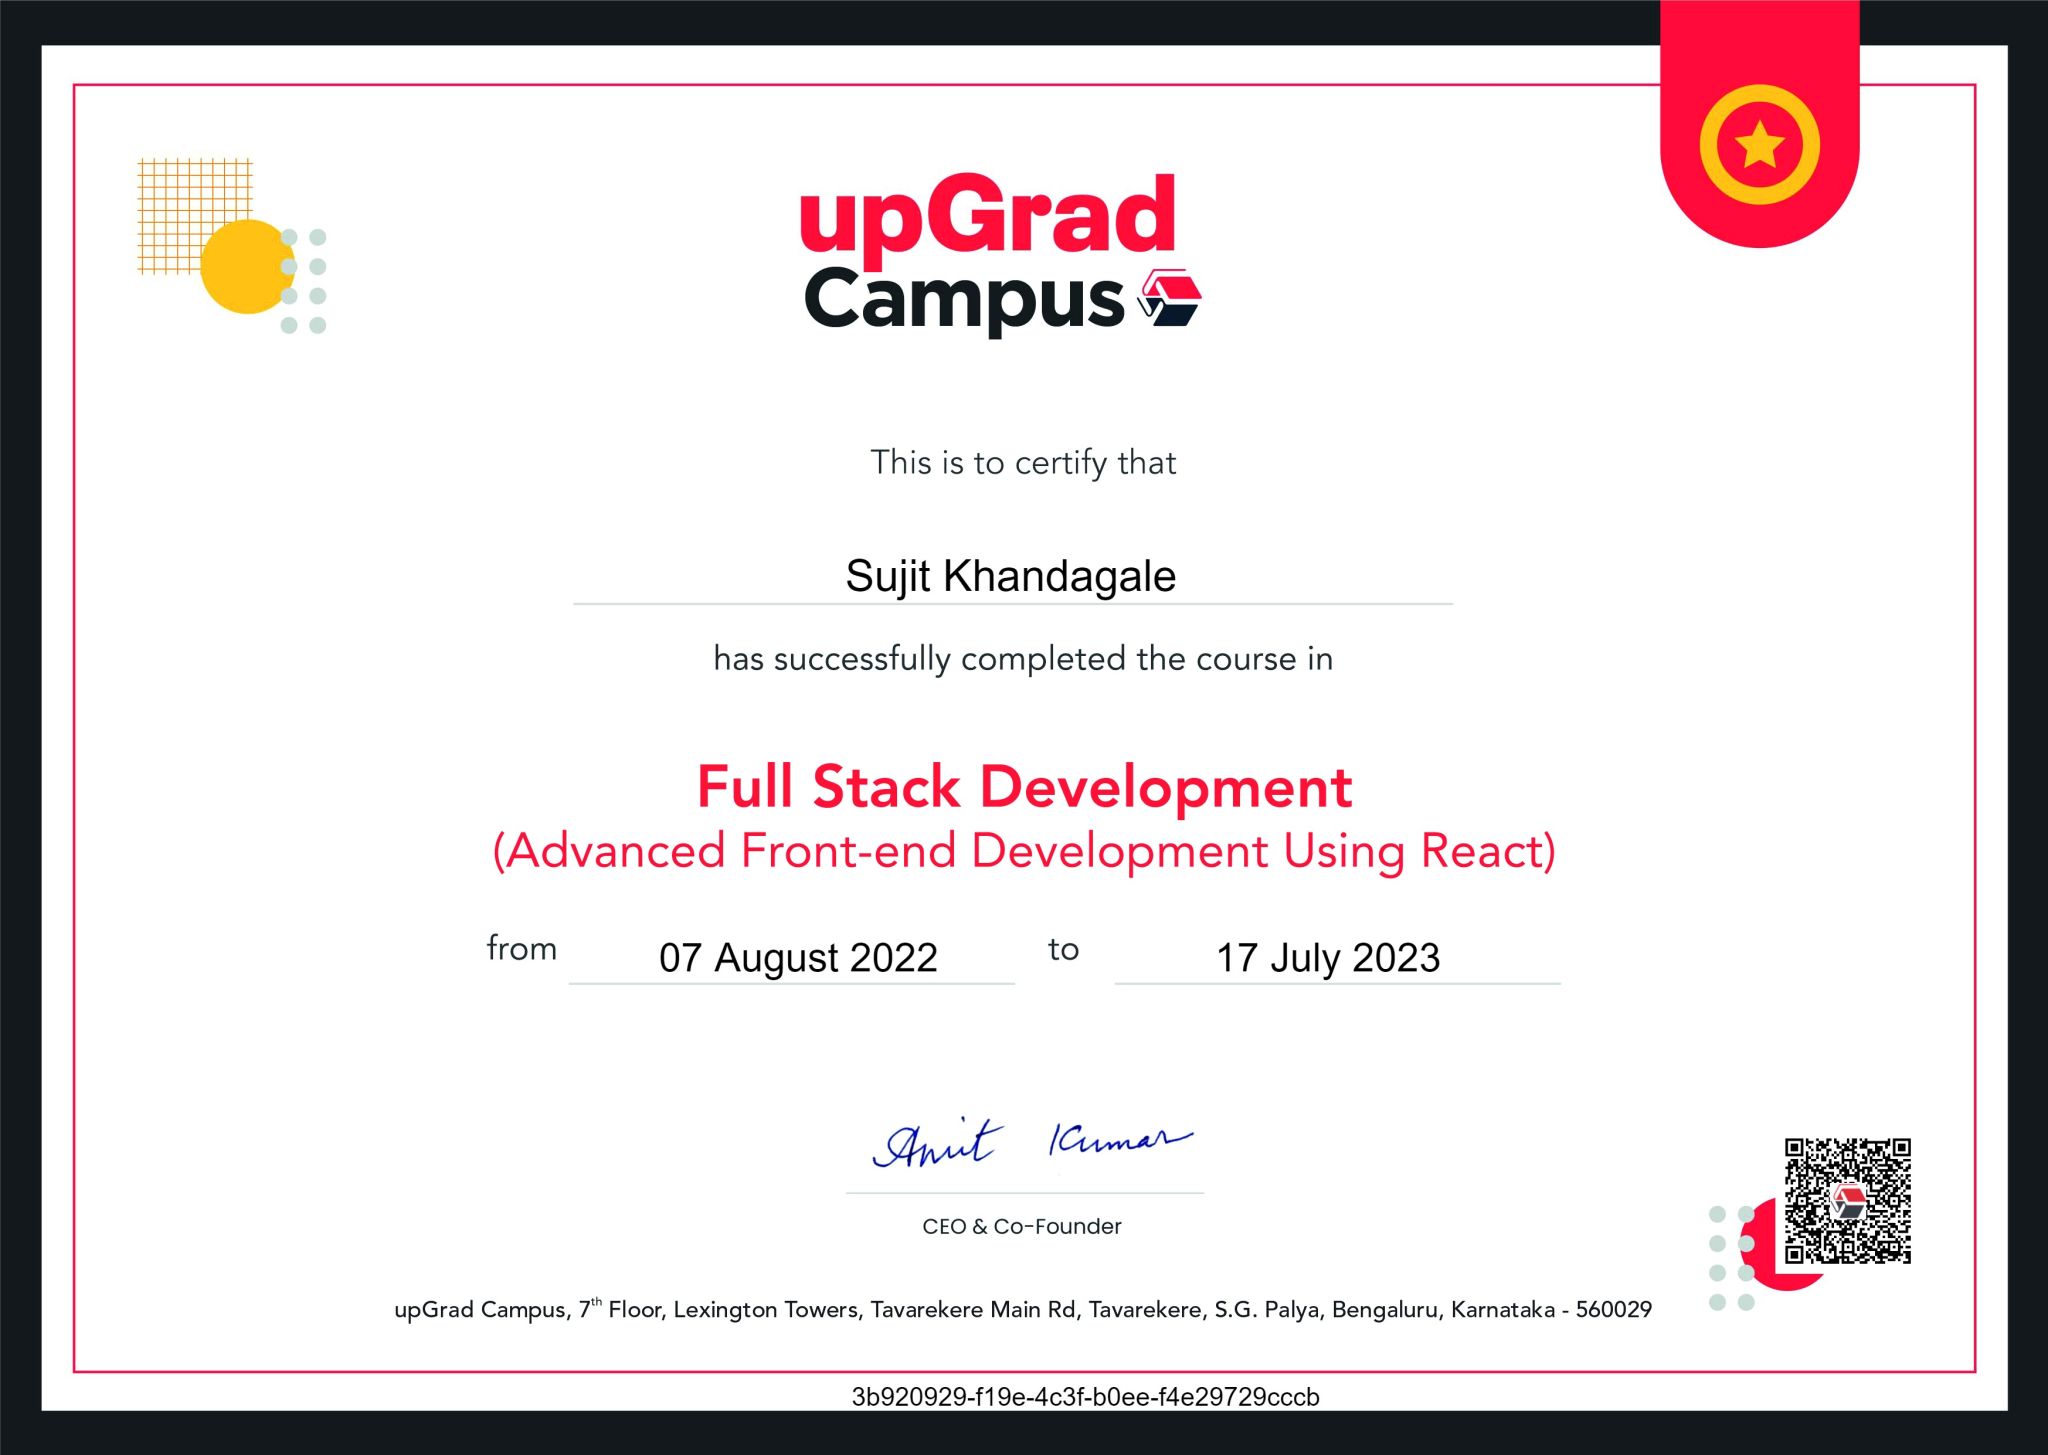 upGrad
Campus
This is to certify that
Sujit Khandagale
has successfully completed the course in
Full Stack Development
(Advanced Front-end Development Using React)
from 07 August 2022 to 17 July 2023
Amit Kumar
CEO & Co-Founder
upGrad Campus, 7th Floor, Lexington Towers, Tavarekere Main Rd, Tavarekere, S.G. Palya, Bengaluru, Karnataka - 560029
3b920929-f19e-4c3f-b0ee-f4e29729cccb